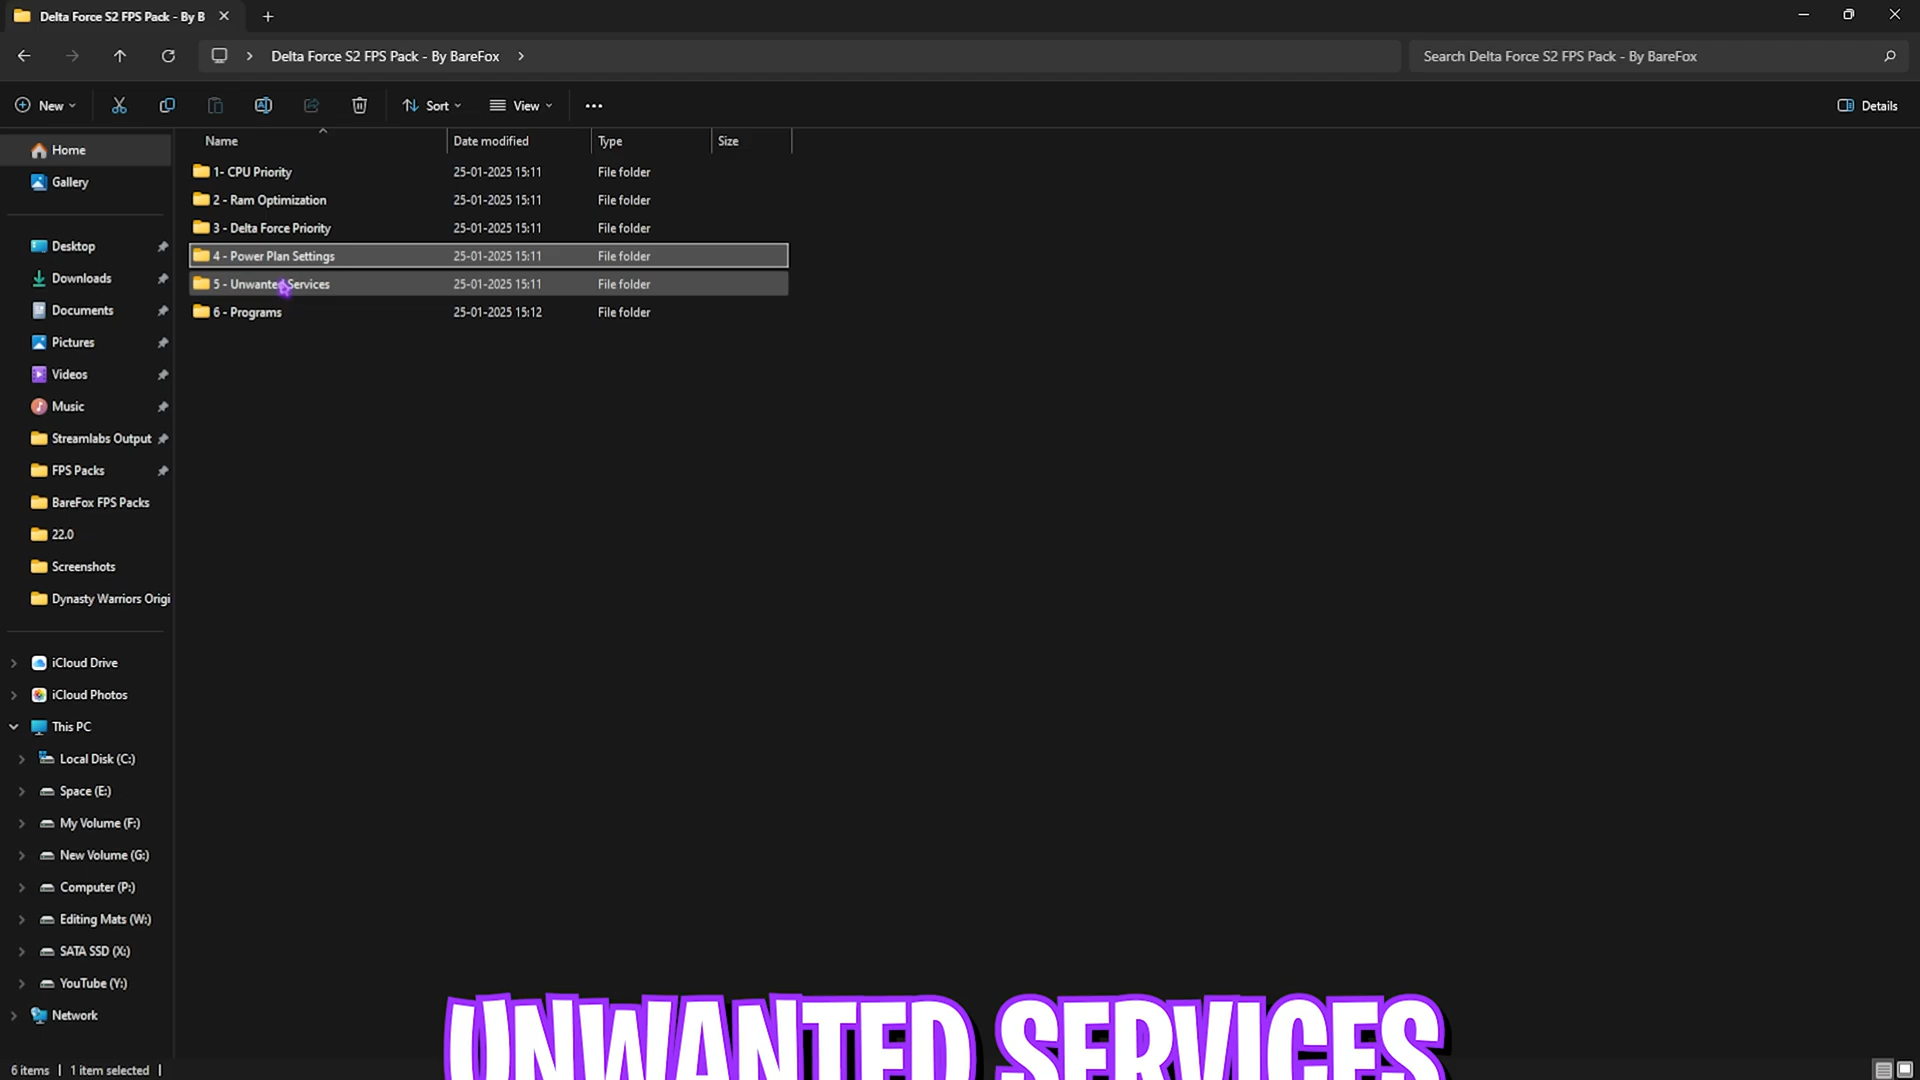 Delta Force S2 FPS Pack - By B
Delta Force S2 FPS Pack - By BareFox
Search Delta Force S2 FPS Pack - By BareFox
New
Sort
View
Details
Name
Date modified
Type
Size
Home
Gallery
1- CPU Priority 25-01-2025 15:11 File folder
2 - Ram Optimization 25-01-2025 15:11 File folder
3 - Delta Force Priority 25-01-2025 15:11 File folder
4 - Power Plan Settings 25-01-2025 15:11 File folder
5 - Unwanted Services 25-01-2025 15:11 File folder
6 - Programs 25-01-2025 15:12 File folder
Desktop
Downloads
Documents
Pictures
Videos
Music
Streamlabs Output
FPS Packs
BareFox FPS Packs
22.0
Screenshots
Dynasty Warriors Origi
iCloud Drive
iCloud Photos
This PC
Local Disk (C:)
Space (E:)
My Volume (F:)
New Volume (G:)
Computer (P:)
Editing Mats (W:)
SATA SSD (X:)
YouTube (Y:)
Network
UNWANTED SERVICES
6 items
1 item selected